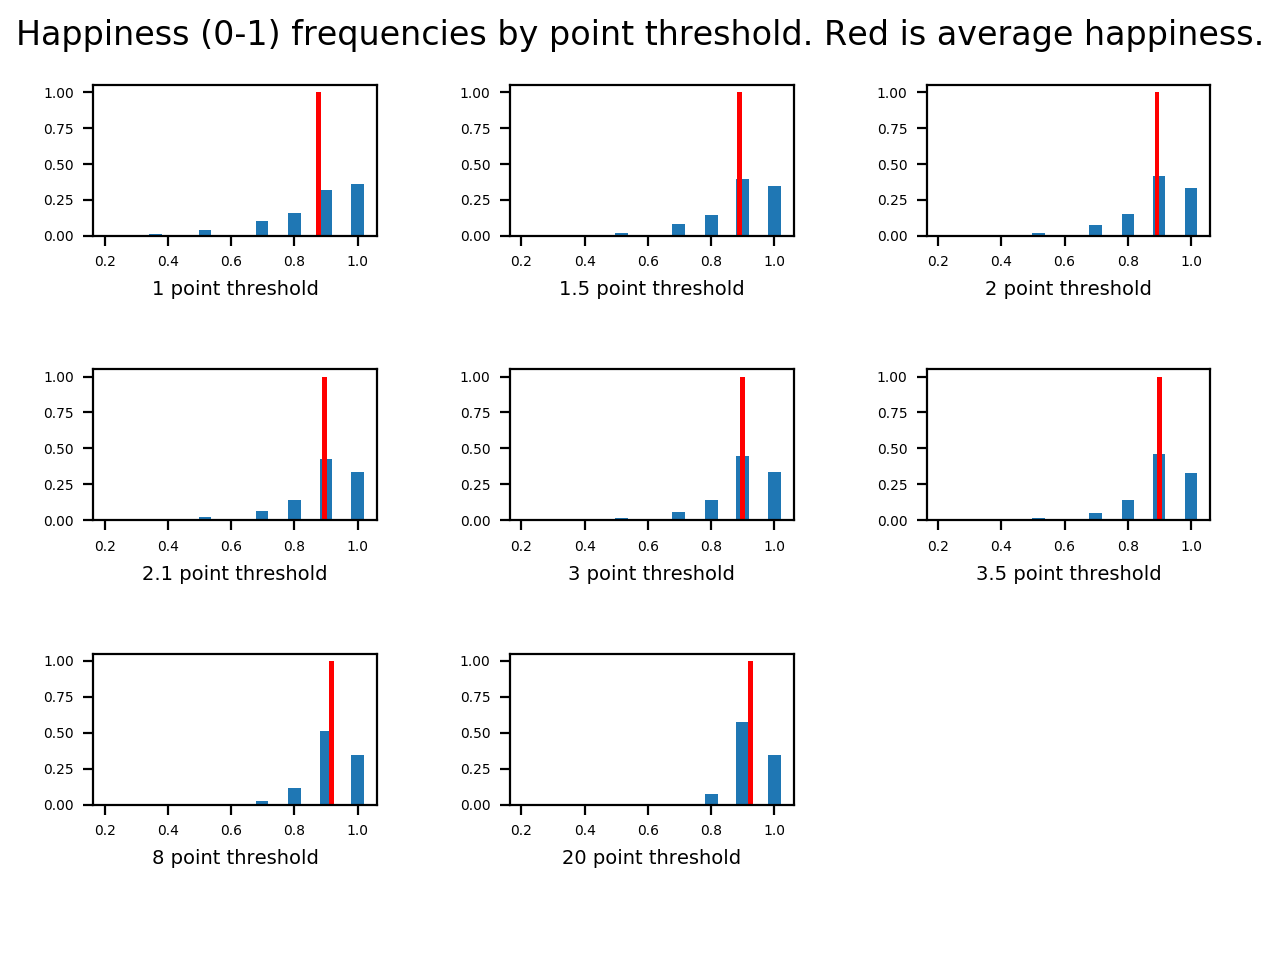 Happiness (0-1) frequencies by point threshold. Red is average happiness.
1.00 1.00 1.00
0.75 0.75 0.75
0.50 0.50 0.50
0.25 0.25 0.25
0.00 0.00 0.00
0.2 0.4 0.6 0.8 1.0 0.2 0.4 0.6 0.8 1.0 0.2 0.4 0.6 0.8 1.0
1 point threshold 1.5 point threshold 2 point threshold
1.00 1.00 1.00
0.75 0.75 0.75
0.50 0.50 0.50
0.25 0.25 0.25
0.00 0.00 0.00
0.2 0.4 0.6 0.8 1.0 0.2 0.4 0.6 0.8 1.0 0.2 0.4 0.6 0.8 1.0
2.1 point threshold 3 point threshold 3.5 point threshold
1.00 1.00
0.75 0.75
0.50 0.50
0.25 0.25
0.00 0.00
0.2 0.4 0.6 0.8 1.0 0.2 0.4 0.6 0.8 1.0
8 point threshold 20 point threshold